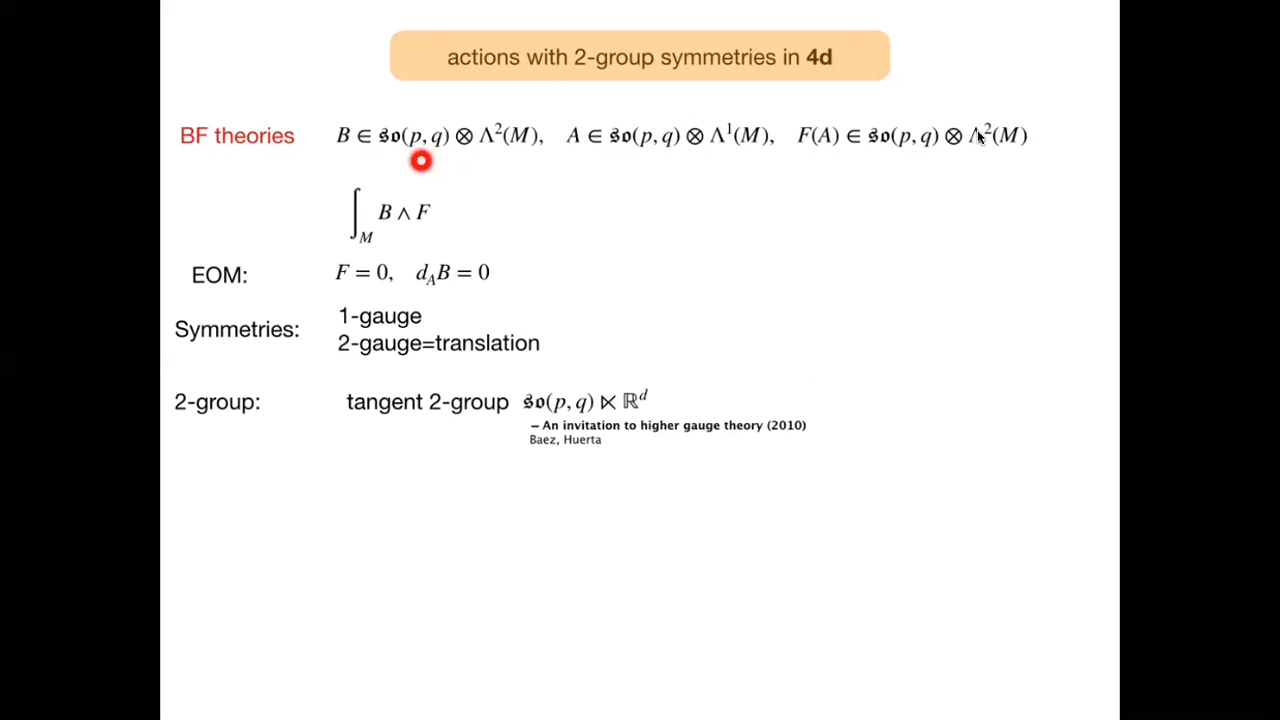 actions with 2-group symmetries in 4d
BF theories B ∈ 𝔰𝔬(p, q) ⊗ Λ²(M), A ∈ 𝔰𝔬(p, q) ⊗ Λ¹(M), F(A) ∈ 𝔰𝔬(p, q) ⊗ Λ²(M)
∫_M B ∧ F
EOM: F = 0, d_A B = 0
1-gauge
Symmetries:
2-gauge=translation
2-group: tangent 2-group 𝔰𝔬(p, q) ⋉ ℝᵈ
– An invitation to higher gauge theory (2010)
Baez, Huerta